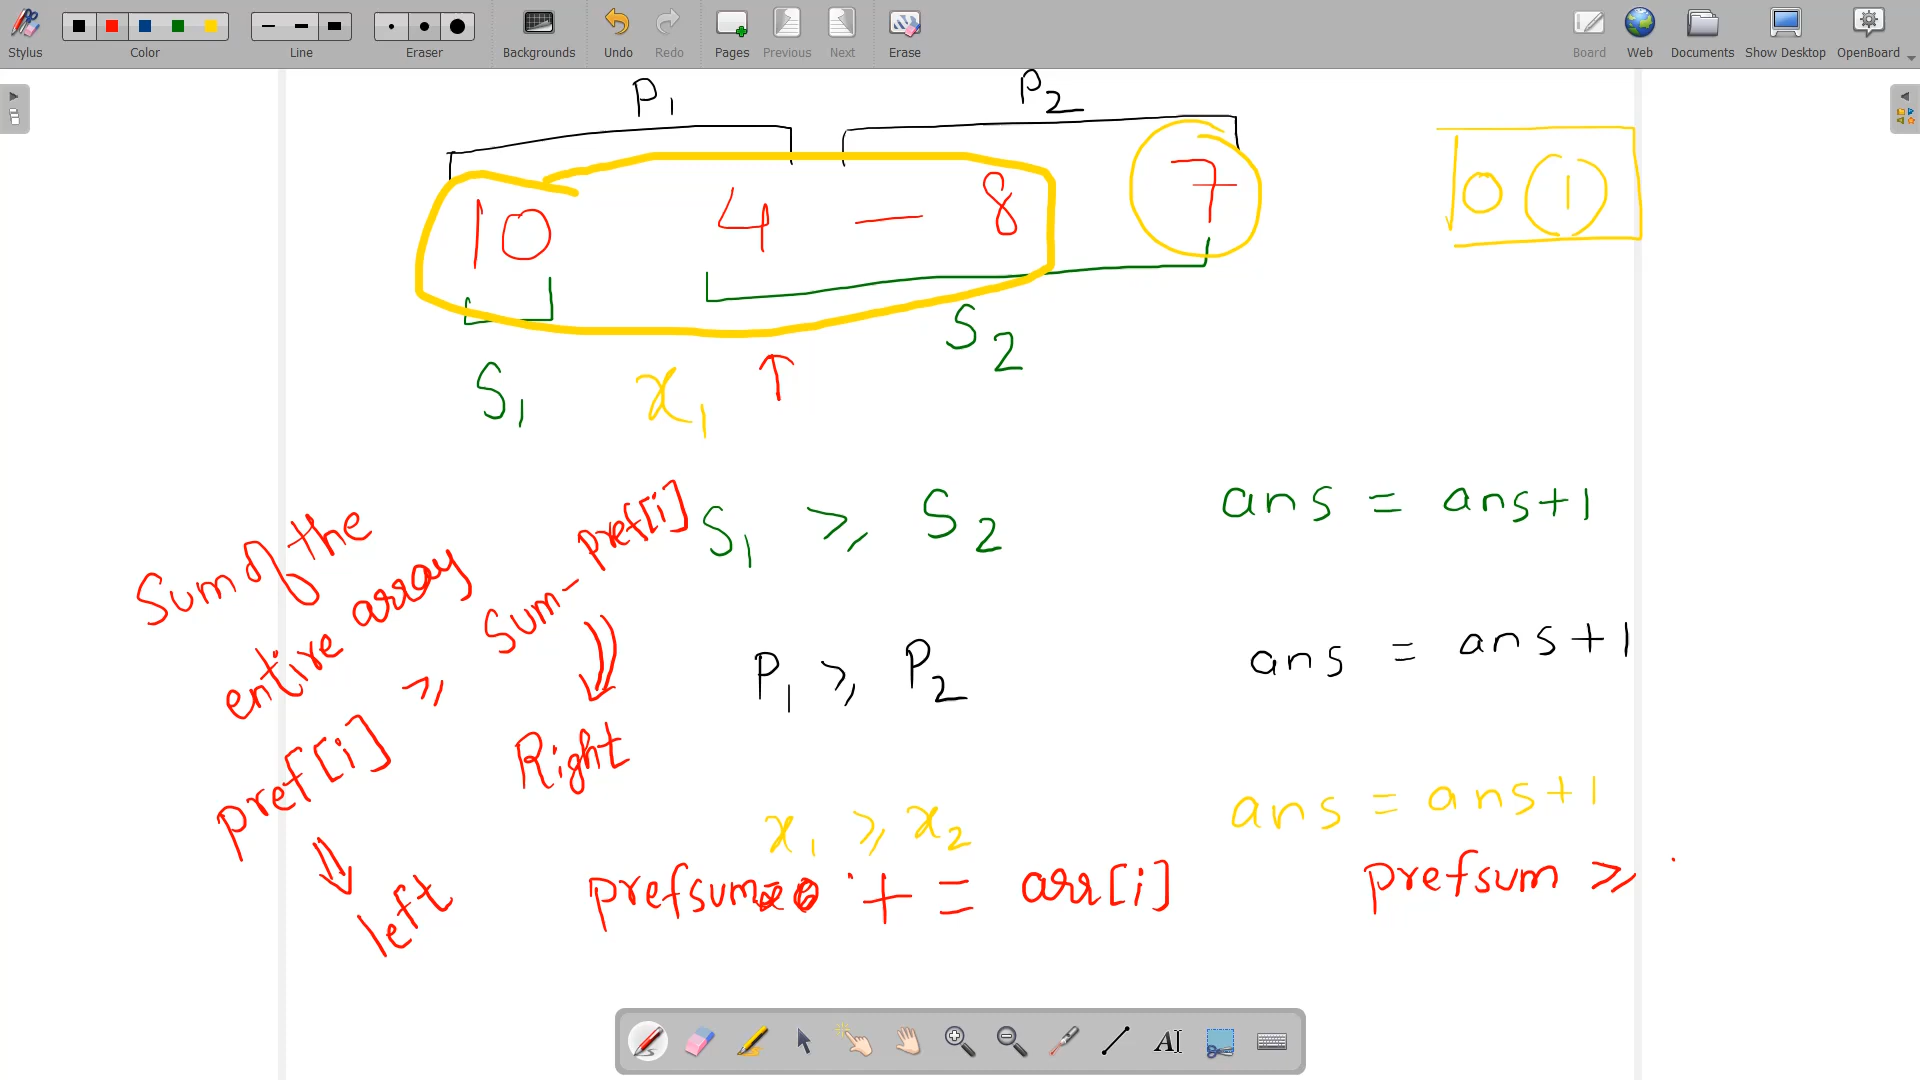 Stylus Color Line Eraser Backgrounds Undo Redo Pages Previous Next Erase Board Web Documents Show Desktop OpenBoard
P1 P2
10 4 - 8 7
0 1
S1 x1 ↑ S2
S1 ≥ S2 ans = ans+1
Sum of the
entire array
pref[i] ≥ Sum-pref[i]
left
Right
P1 ≥ P2 ans = ans+1
x1 ≥ x2 ans = ans+1
prefsum += arr[i] prefsum ≥
AI